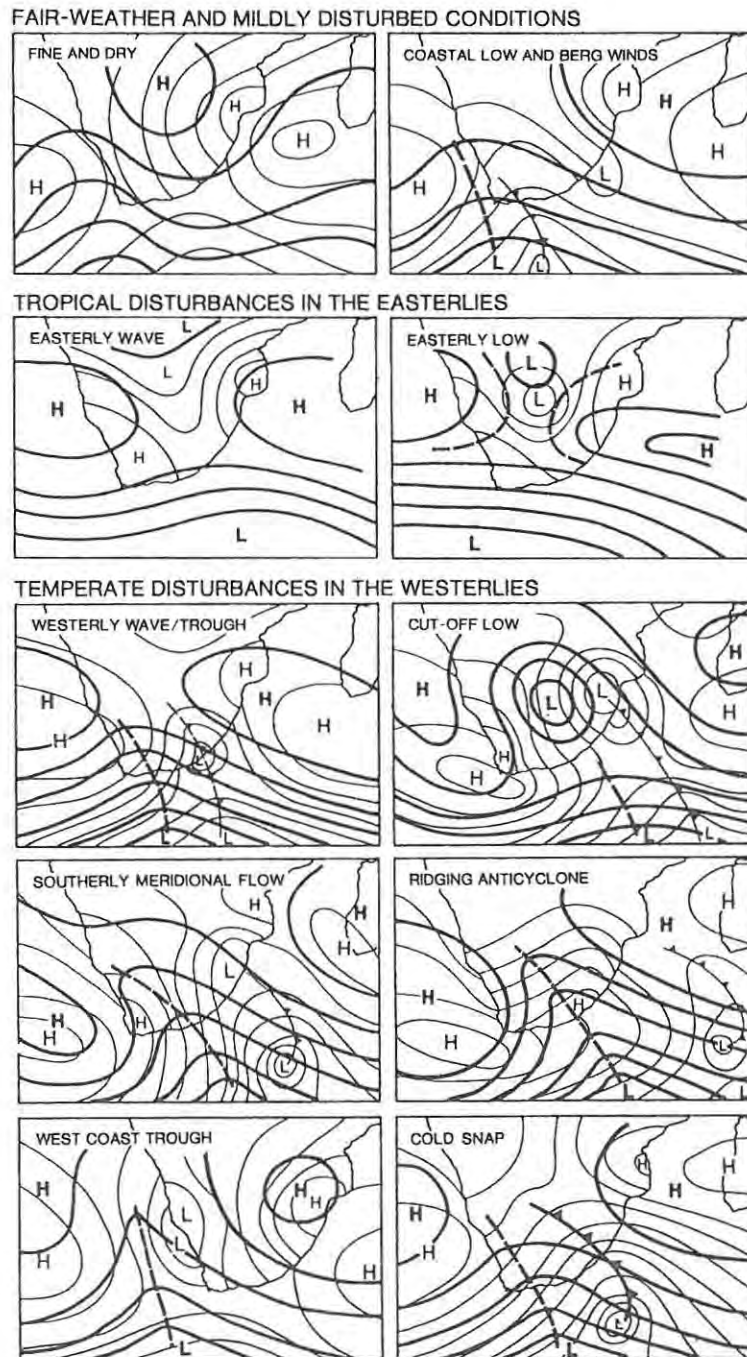 FAIR-WEATHER AND MILDLY DISTURBED CONDITIONS
FINE AND DRY
H
H
H
H
COASTAL LOW AND BERG WINDS
H
H
H
H
L
L
L
TROPICAL DISTURBANCES IN THE EASTERLIES
EASTERLY WAVE
L
L
H
H
H
H
L
EASTERLY LOW
L
H
H
L
H
L
TEMPERATE DISTURBANCES IN THE WESTERLIES
WESTERLY WAVE/TROUGH
H
H
H
H
H
L
L
L
CUT-OFF LOW
H
H
L
L
H
H
H
L
L
SOUTHERLY MERIDIONAL FLOW
H
H
H
L
H
H
H
L
RIDGING ANTICYCLONE
H
H
H
H
H
L
L
L
WEST COAST TROUGH
H
H
H
L
L
H
H
L
COLD SNAP
H
H
H
H
H
L
L